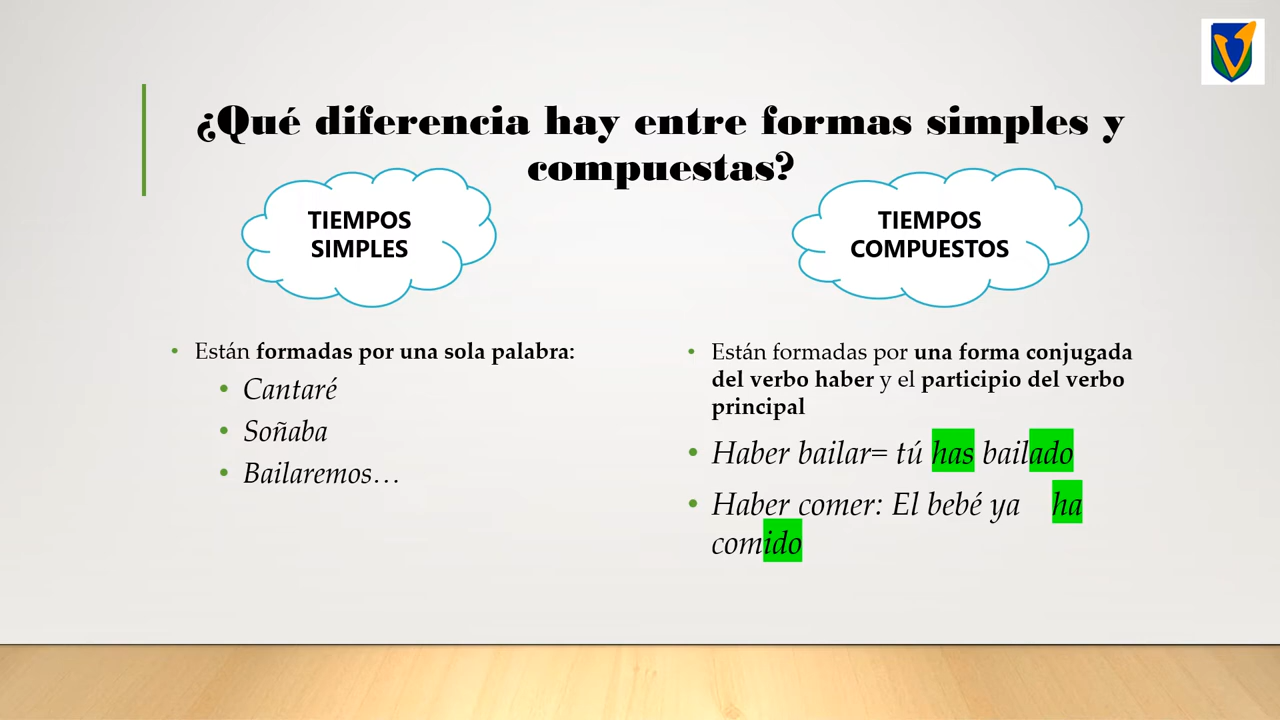 ¿Qué diferencia hay entre formas simples y
compuestas?
TIEMPOS
SIMPLES
Están formadas por una sola palabra:
Cantaré
Soñaba
Bailaremos…
TIEMPOS
COMPUESTOS
Están formadas por una forma conjugada
del verbo haber y el participio del verbo
principal
Haber bailar= tú has bailado
Haber comer: El bebé ya ha
comido